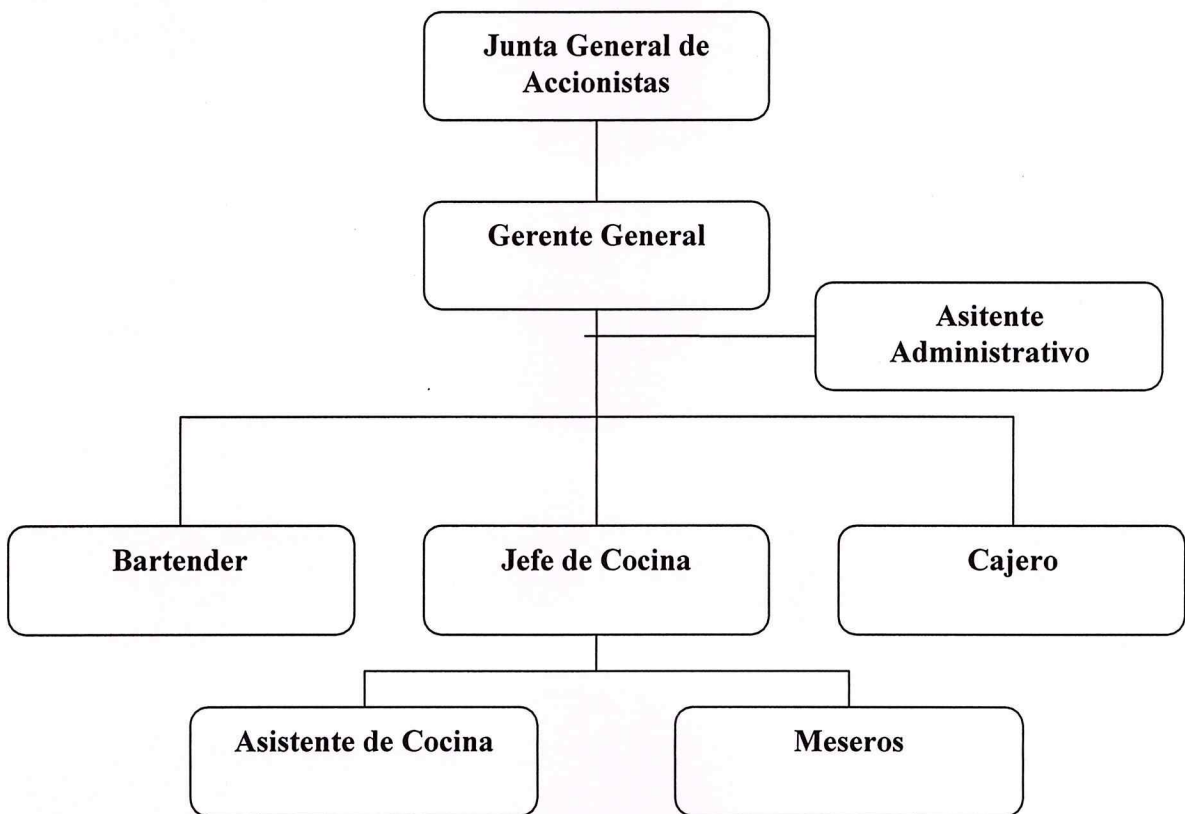 Junta General de
Accionistas
Gerente General
Asitente
Administrativo
Bartender
Jefe de Cocina
Cajero
Asistente de Cocina
Meseros